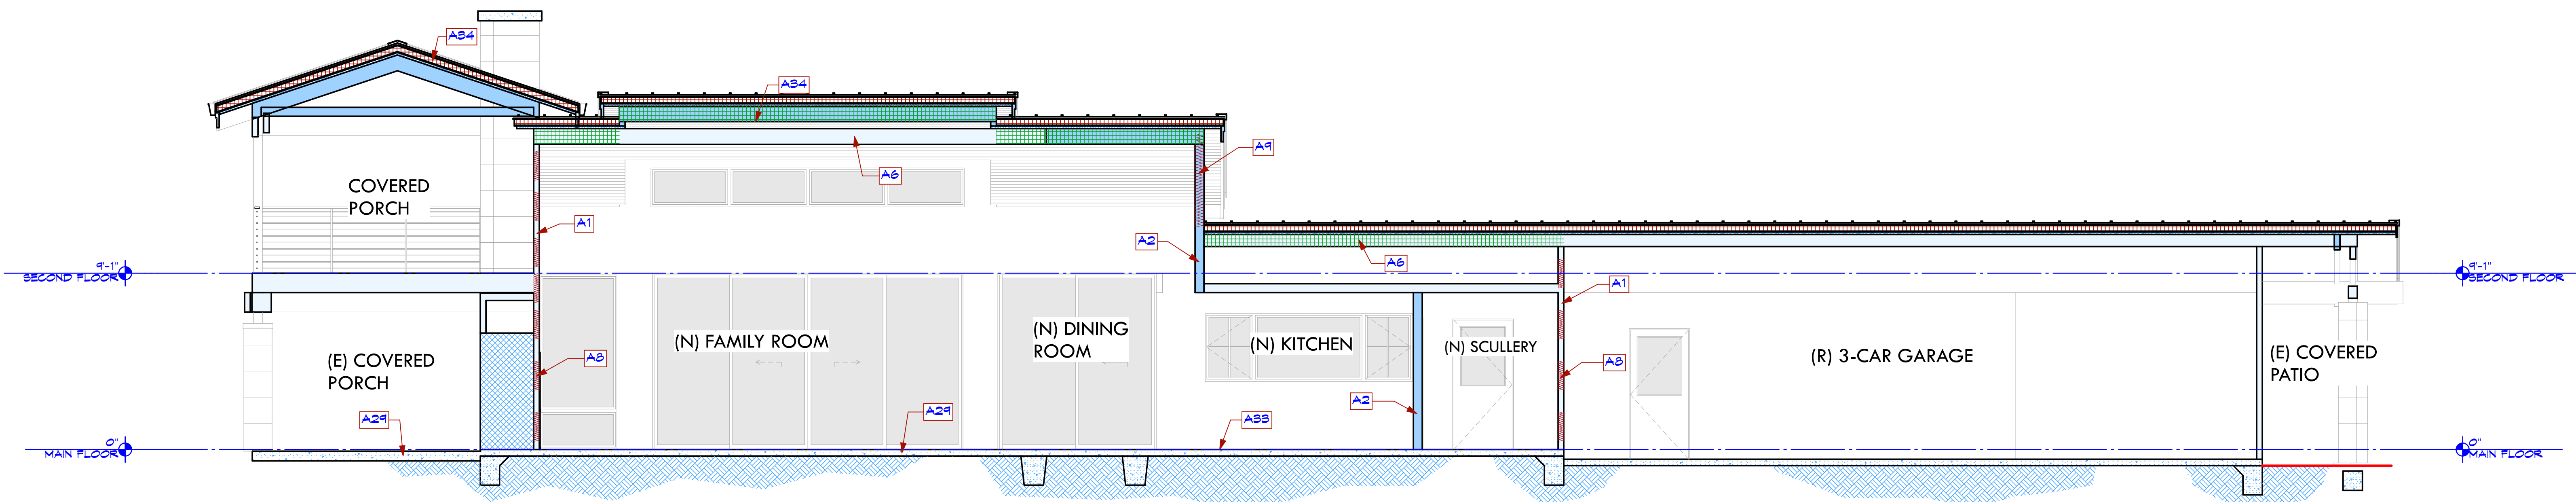 A34
A34
A9
A6
COVERED
PORCH
A1
A2
A6
9'-1"
SECOND FLOOR
9'-1"
SECOND FLOOR
A1
(N) FAMILY ROOM
(N) DINING
ROOM
(N) KITCHEN
(N) SCULLERY
(R) 3-CAR GARAGE
(E) COVERED
PATIO
(E) COVERED
PORCH
A8
A8
A2
A29
A29
A33
0"
MAIN FLOOR
0"
MAIN FLOOR